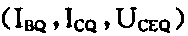 (I_BQ, I_CQ, U_CEQ)